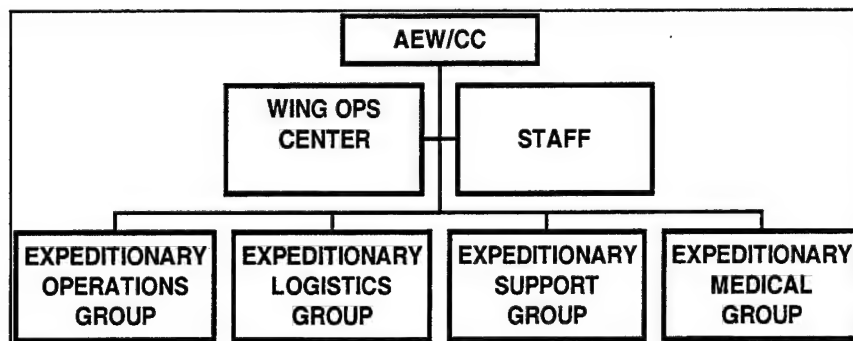 AEW/CC
WING OPS
CENTER
STAFF
EXPEDITIONARY
OPERATIONS
GROUP
EXPEDITIONARY
LOGISTICS
GROUP
EXPEDITIONARY
SUPPORT
GROUP
EXPEDITIONARY
MEDICAL
GROUP